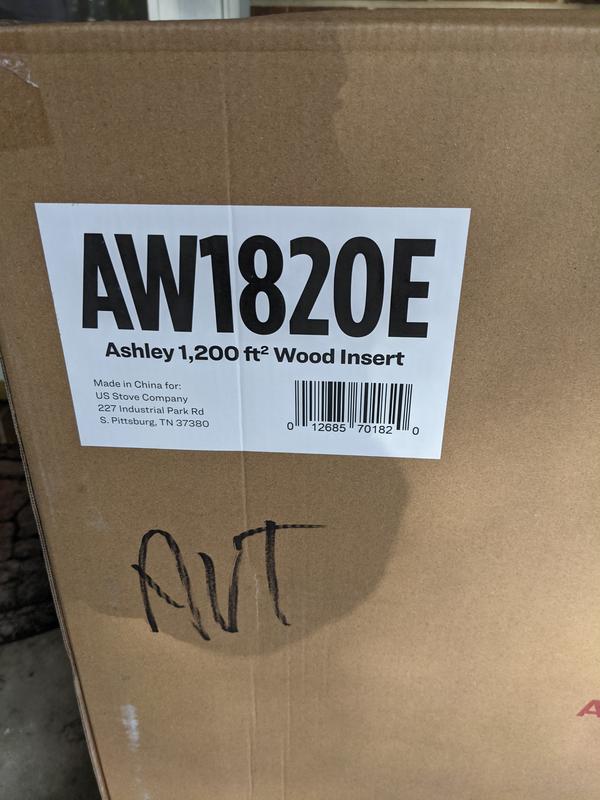 AW1820E
Ashley 1,200 ft² Wood Insert
Made in China for:
US Stove Company
227 Industrial Park Rd
S. Pittsburg, TN 37380
0 12685 70182 0
AVT
A